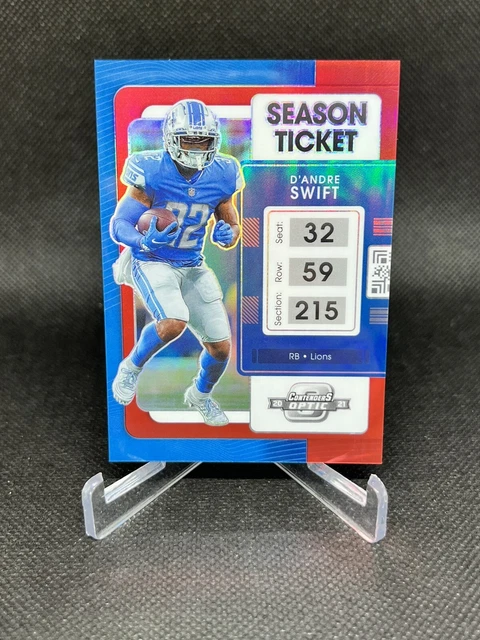 SEASON
TICKET
D'ANDRE
SWIFT
Seat: 32
Row: 59
Section: 215
RB • Lions
CONTENDERS
20 OPTIC 21
32